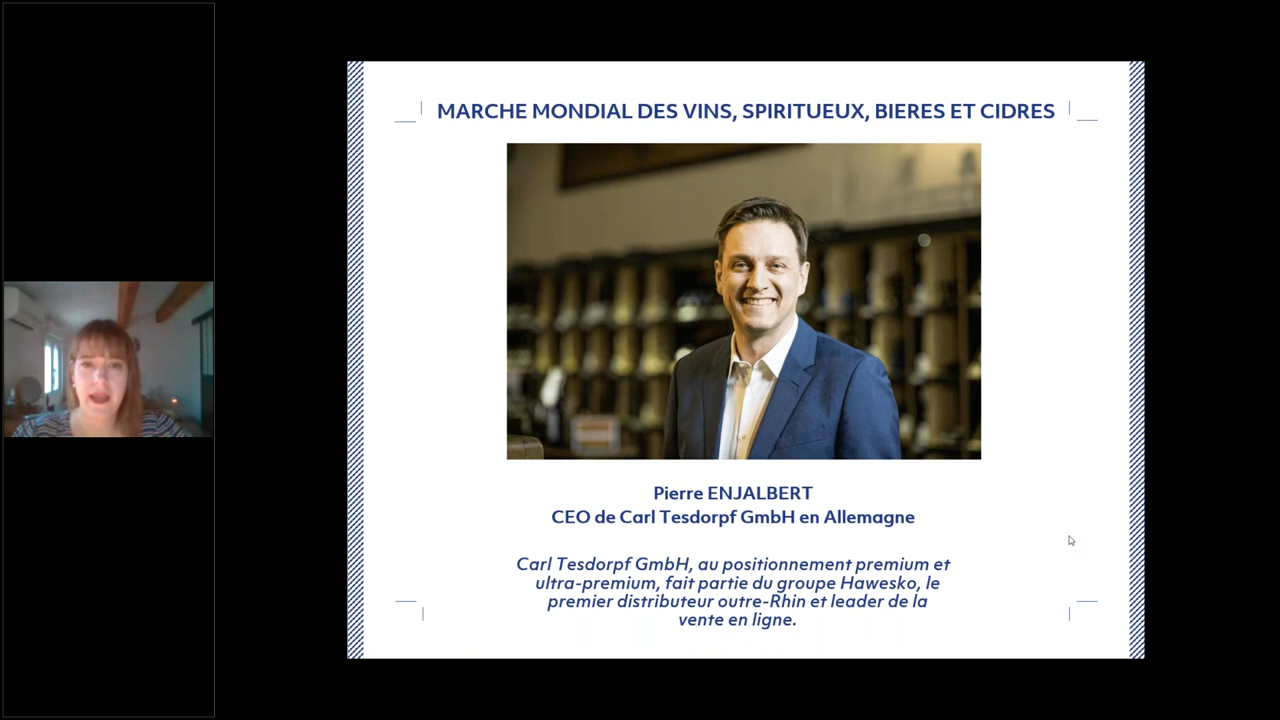 MARCHE MONDIAL DES VINS, SPIRITUEUX, BIERES ET CIDRES
Pierre ENJALBERT
CEO de Carl Tesdorpf GmbH en Allemagne
Carl Tesdorpf GmbH, au positionnement premium et
ultra-premium, fait partie du groupe Hawesko, le
premier distributeur outre-Rhin et leader de la
vente en ligne.